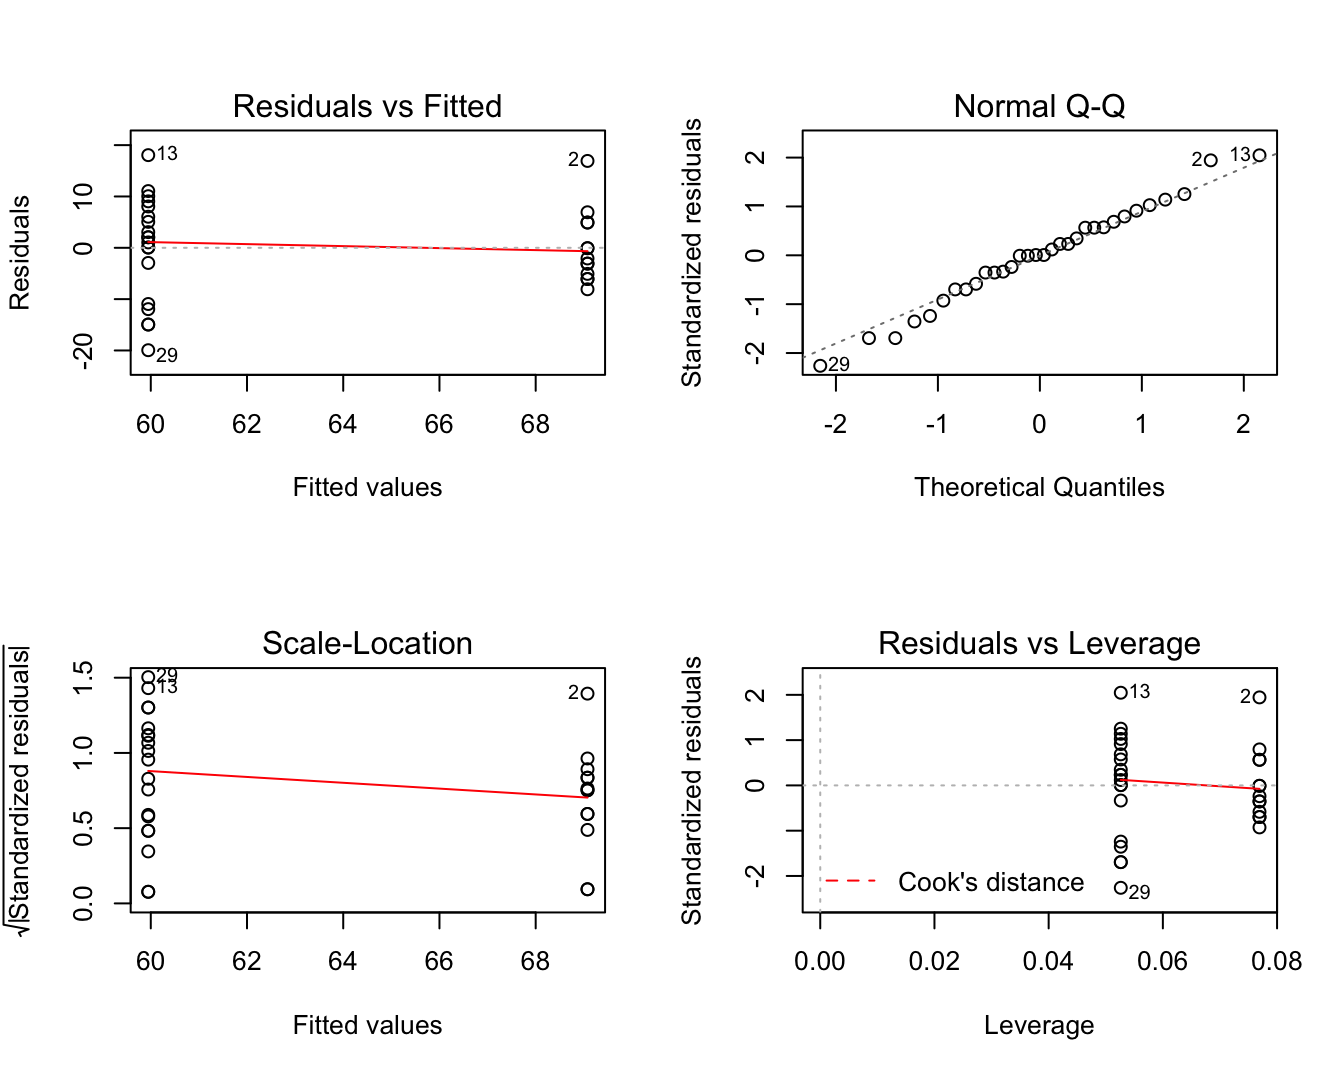 Residuals vs Fitted
Residuals
10
0
-20
13
2
29
60 62 64 66 68
Fitted values
Normal Q-Q
Standardized residuals
2
1
0
-1
-2
2
13
29
-2 -1 0 1 2
Theoretical Quantiles
Scale-Location
√|Standardized residuals|
1.5
1.0
0.5
0.0
29
13
2
60 62 64 66 68
Fitted values
Residuals vs Leverage
Standardized residuals
2
1
0
-2
13
2
29
Cook's distance
0.00 0.02 0.04 0.06 0.08
Leverage